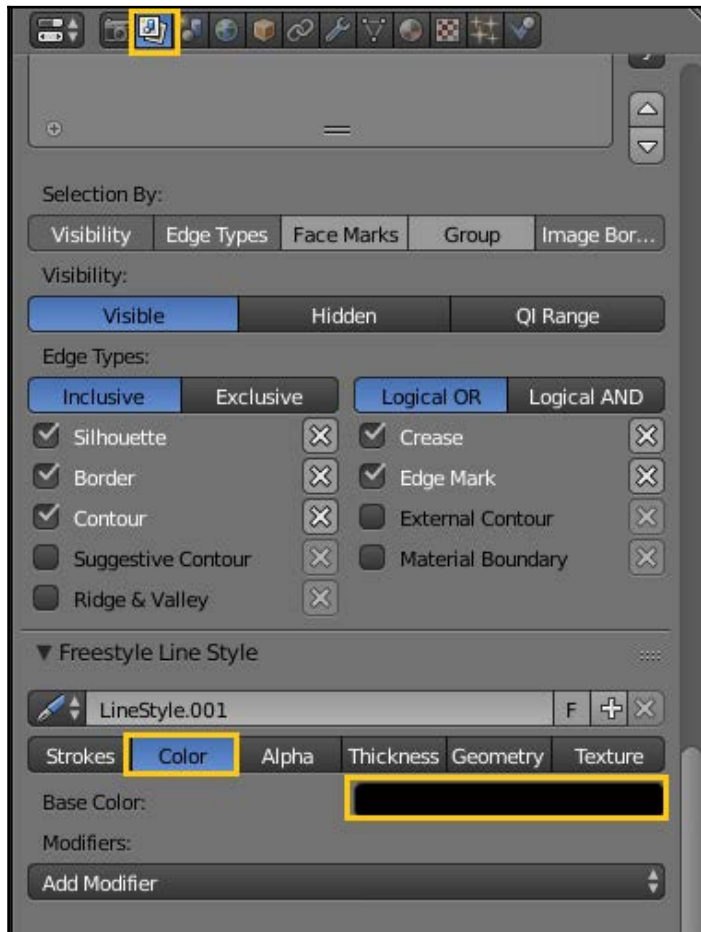 Selection By:
Visibility Edge Types Face Marks Group Image Bor...
Visibility:
Visible Hidden QI Range
Edge Types:
Inclusive Exclusive Logical OR Logical AND
Silhouette Crease
Border Edge Mark
Contour External Contour
Suggestive Contour Material Boundary
Ridge & Valley
Freestyle Line Style
LineStyle.001 F
Strokes Color Alpha Thickness Geometry Texture
Base Color:
Modifiers:
Add Modifier